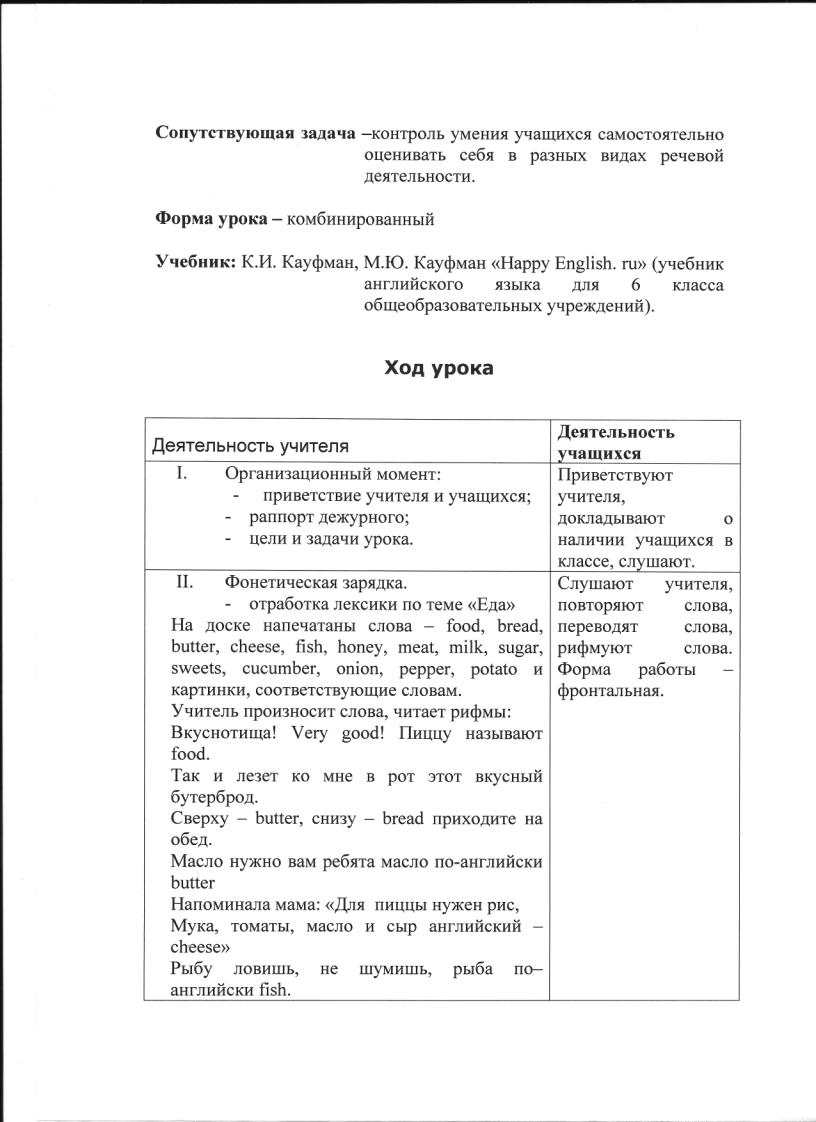 Сопутствующая задача –контроль умения учащихся самостоятельно
оценивать себя в разных видах речевой
деятельности.
Форма урока – комбинированный
Учебник: К.И. Кауфман, М.Ю. Кауфман «Happy English. ru» (учебник
английского языка для 6 класса
общеобразовательных учреждений).
Ход урока
Деятельность учителя
Деятельность
учащихся
I. Организационный момент:
- приветствие учителя и учащихся;
- раппорт дежурного;
- цели и задачи урока.
Приветствуют
учителя,
докладывают о
наличии учащихся в
классе, слушают.
II. Фонетическая зарядка.
- отработка лексики по теме «Еда»
На доске напечатаны слова – food, bread,
butter, cheese, fish, honey, meat, milk, sugar,
sweets, cucumber, onion, pepper, potato и
картинки, соответствующие словам.
Учитель произносит слова, читает рифмы:
Вкуснотища! Very good! Пиццу называют
food.
Так и лезет ко мне в рот этот вкусный
бутерброд.
Сверху – butter, снизу – bread приходите на
обед.
Масло нужно вам ребята масло по-английски
butter
Напоминала мама: «Для пиццы нужен рис,
Мука, томаты, масло и сыр английский –
cheese»
Рыбу ловишь, не шумишь, рыба по–
английски fish.
Слушают учителя,
повторяют слова,
переводят слова,
рифмуют слова.
Форма работы –
фронтальная.